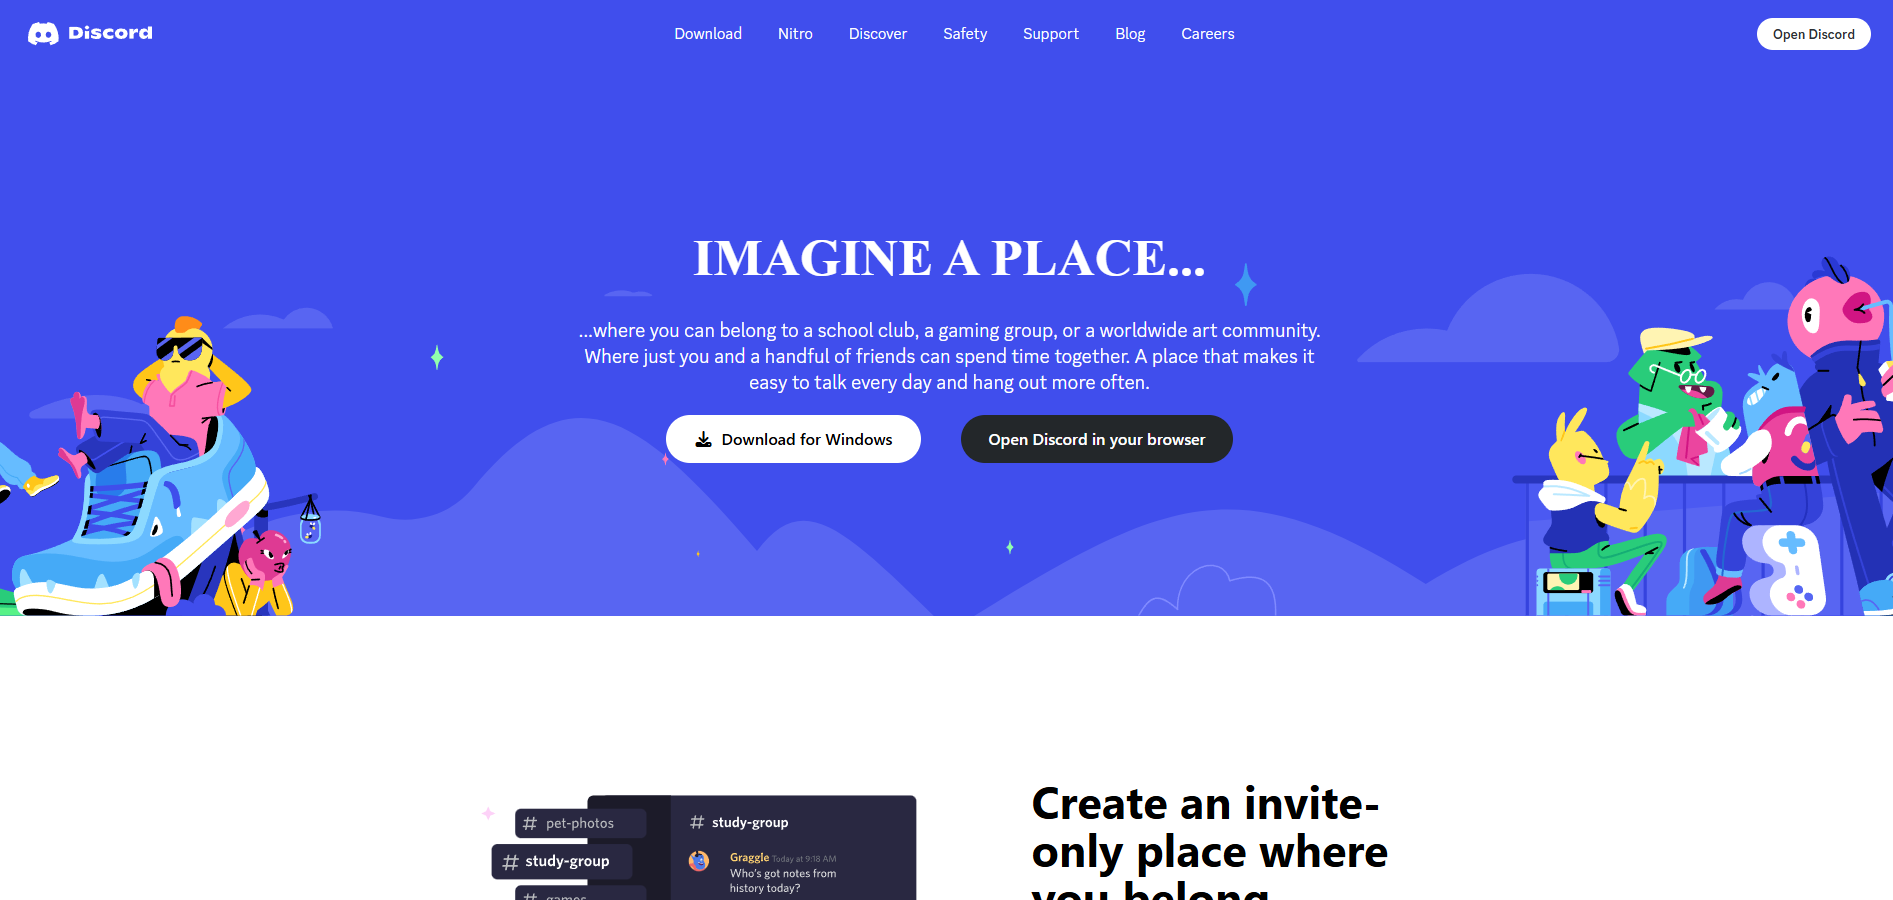 Discord
Download
Nitro
Discover
Safety
Support
Blog
Careers
Open Discord
IMAGINE A PLACE...
...where you can belong to a school club, a gaming group, or a worldwide art community.
Where just you and a handful of friends can spend time together. A place that makes it
easy to talk every day and hang out more often.
Download for Windows
Open Discord in your browser
# pet-photos
# study-group
# games
# study-group
Graggle Today at 9:18 AM
Who's got notes from
history today?
Create an invite-
only place where
you belong